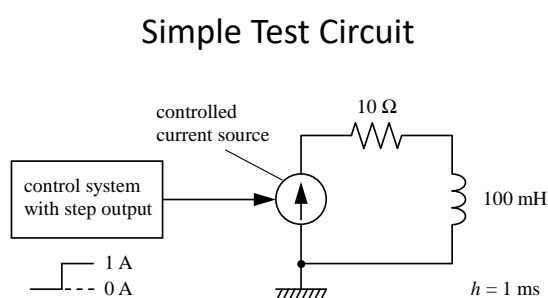 Simple Test Circuit
controlled
current source
10 Ω
control system
with step output
100 mH
1 A
0 A
h = 1 ms